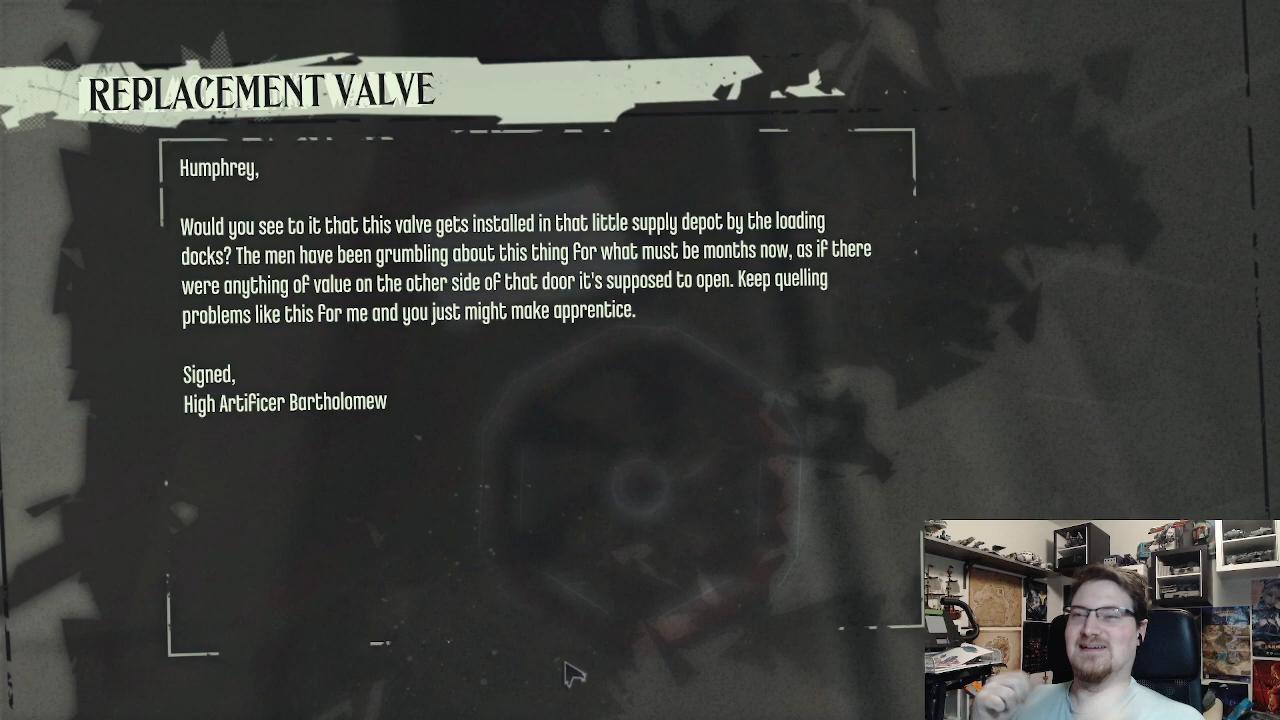 REPLACEMENT VALVE
Humphrey,
Would you see to it that this valve gets installed in that little supply depot by the loading
docks? The men have been grumbling about this thing for what must be months now, as if there
were anything of value on the other side of that door it's supposed to open. Keep quelling
problems like this for me and you just might make apprentice.
Signed,
High Artificer Bartholomew